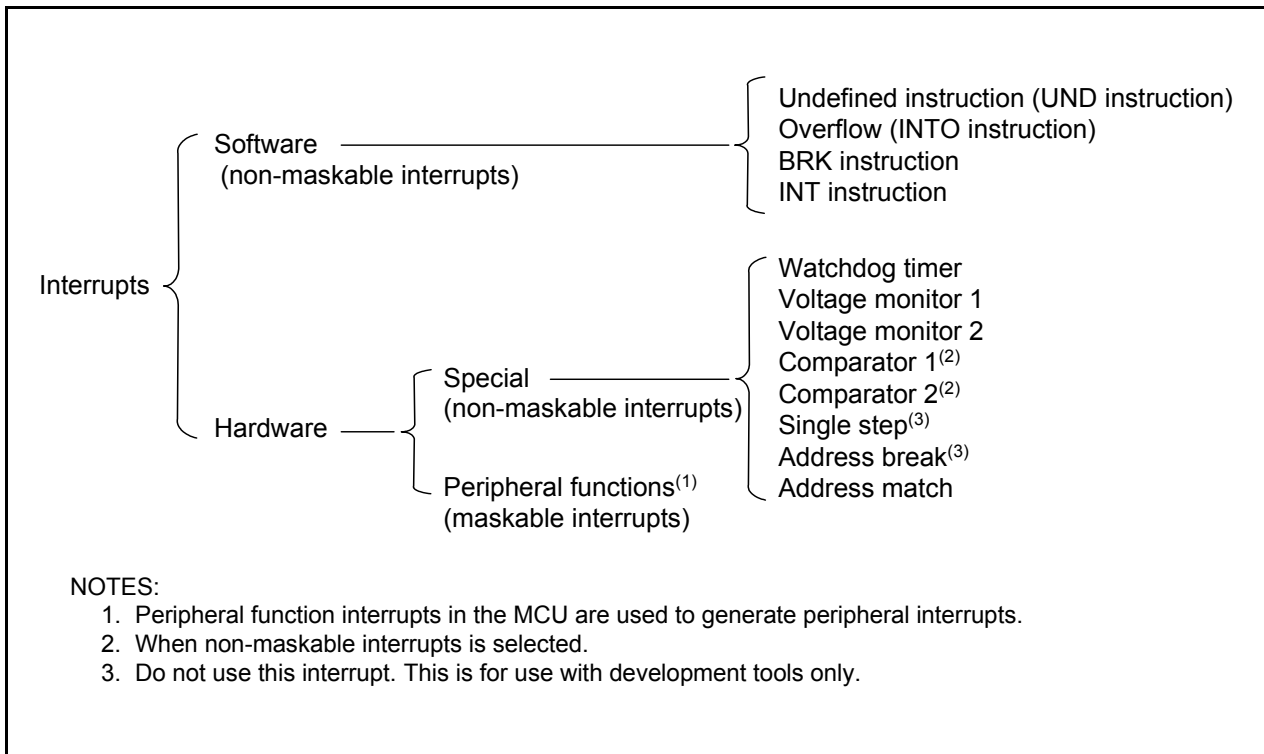 Undefined instruction (UND instruction)
Overflow (INTO instruction)
BRK instruction
INT instruction
Software
(non-maskable interrupts)
Interrupts
Watchdog timer
Voltage monitor 1
Voltage monitor 2
Comparator 1(2)
Comparator 2(2)
Single step(3)
Address break(3)
Address match
Special
(non-maskable interrupts)
Hardware
Peripheral functions(1)
(maskable interrupts)
NOTES:
1. Peripheral function interrupts in the MCU are used to generate peripheral interrupts.
2. When non-maskable interrupts is selected.
3. Do not use this interrupt. This is for use with development tools only.